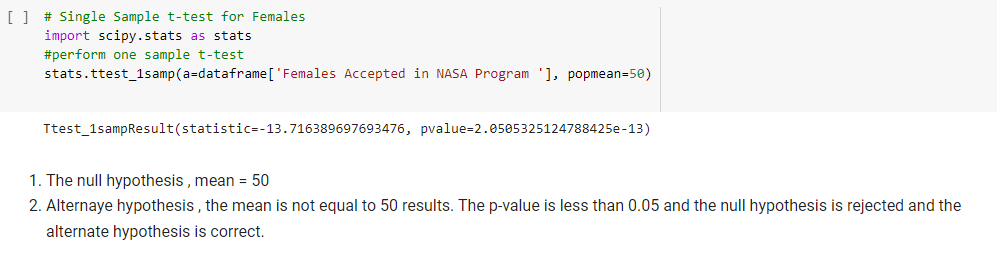 [ ] # Single Sample t-test for Females
import scipy.stats as stats
#perform one sample t-test
stats.ttest_1samp(a=dataframe['Females Accepted in NASA Program '], popmean=50)
Ttest_1sampResult(statistic=-13.716389697693476, pvalue=2.0505325124788425e-13)
1. The null hypothesis , mean = 50
2. Alternaye hypothesis , the mean is not equal to 50 results. The p-value is less than 0.05 and the null hypothesis is rejected and the
alternate hypothesis is correct.